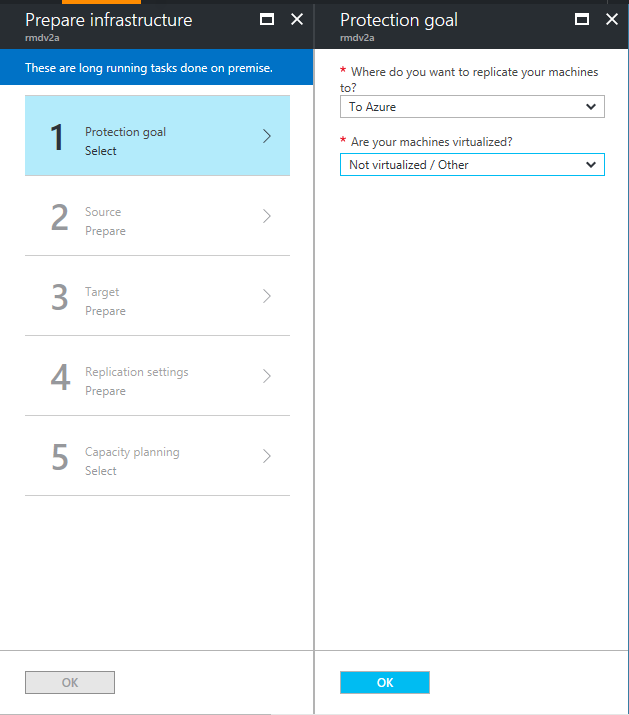 Prepare infrastructure
rmdv2a
These are long running tasks done on premise.
1
Protection goal
Select
2
Source
Prepare
3
Target
Prepare
4
Replication settings
Prepare
5
Capacity planning
Select
OK
Protection goal
rmdv2a
* Where do you want to replicate your machines
to?
To Azure
* Are your machines virtualized?
Not virtualized / Other
OK